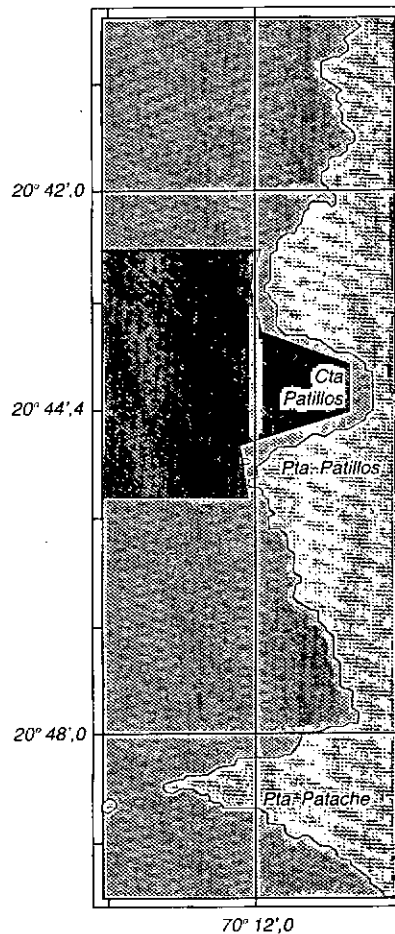 20° 42',0
Cta
Patillos
20° 44',4
Pta-Patillos
20° 48',0
Pta-Patache
70° 12',0